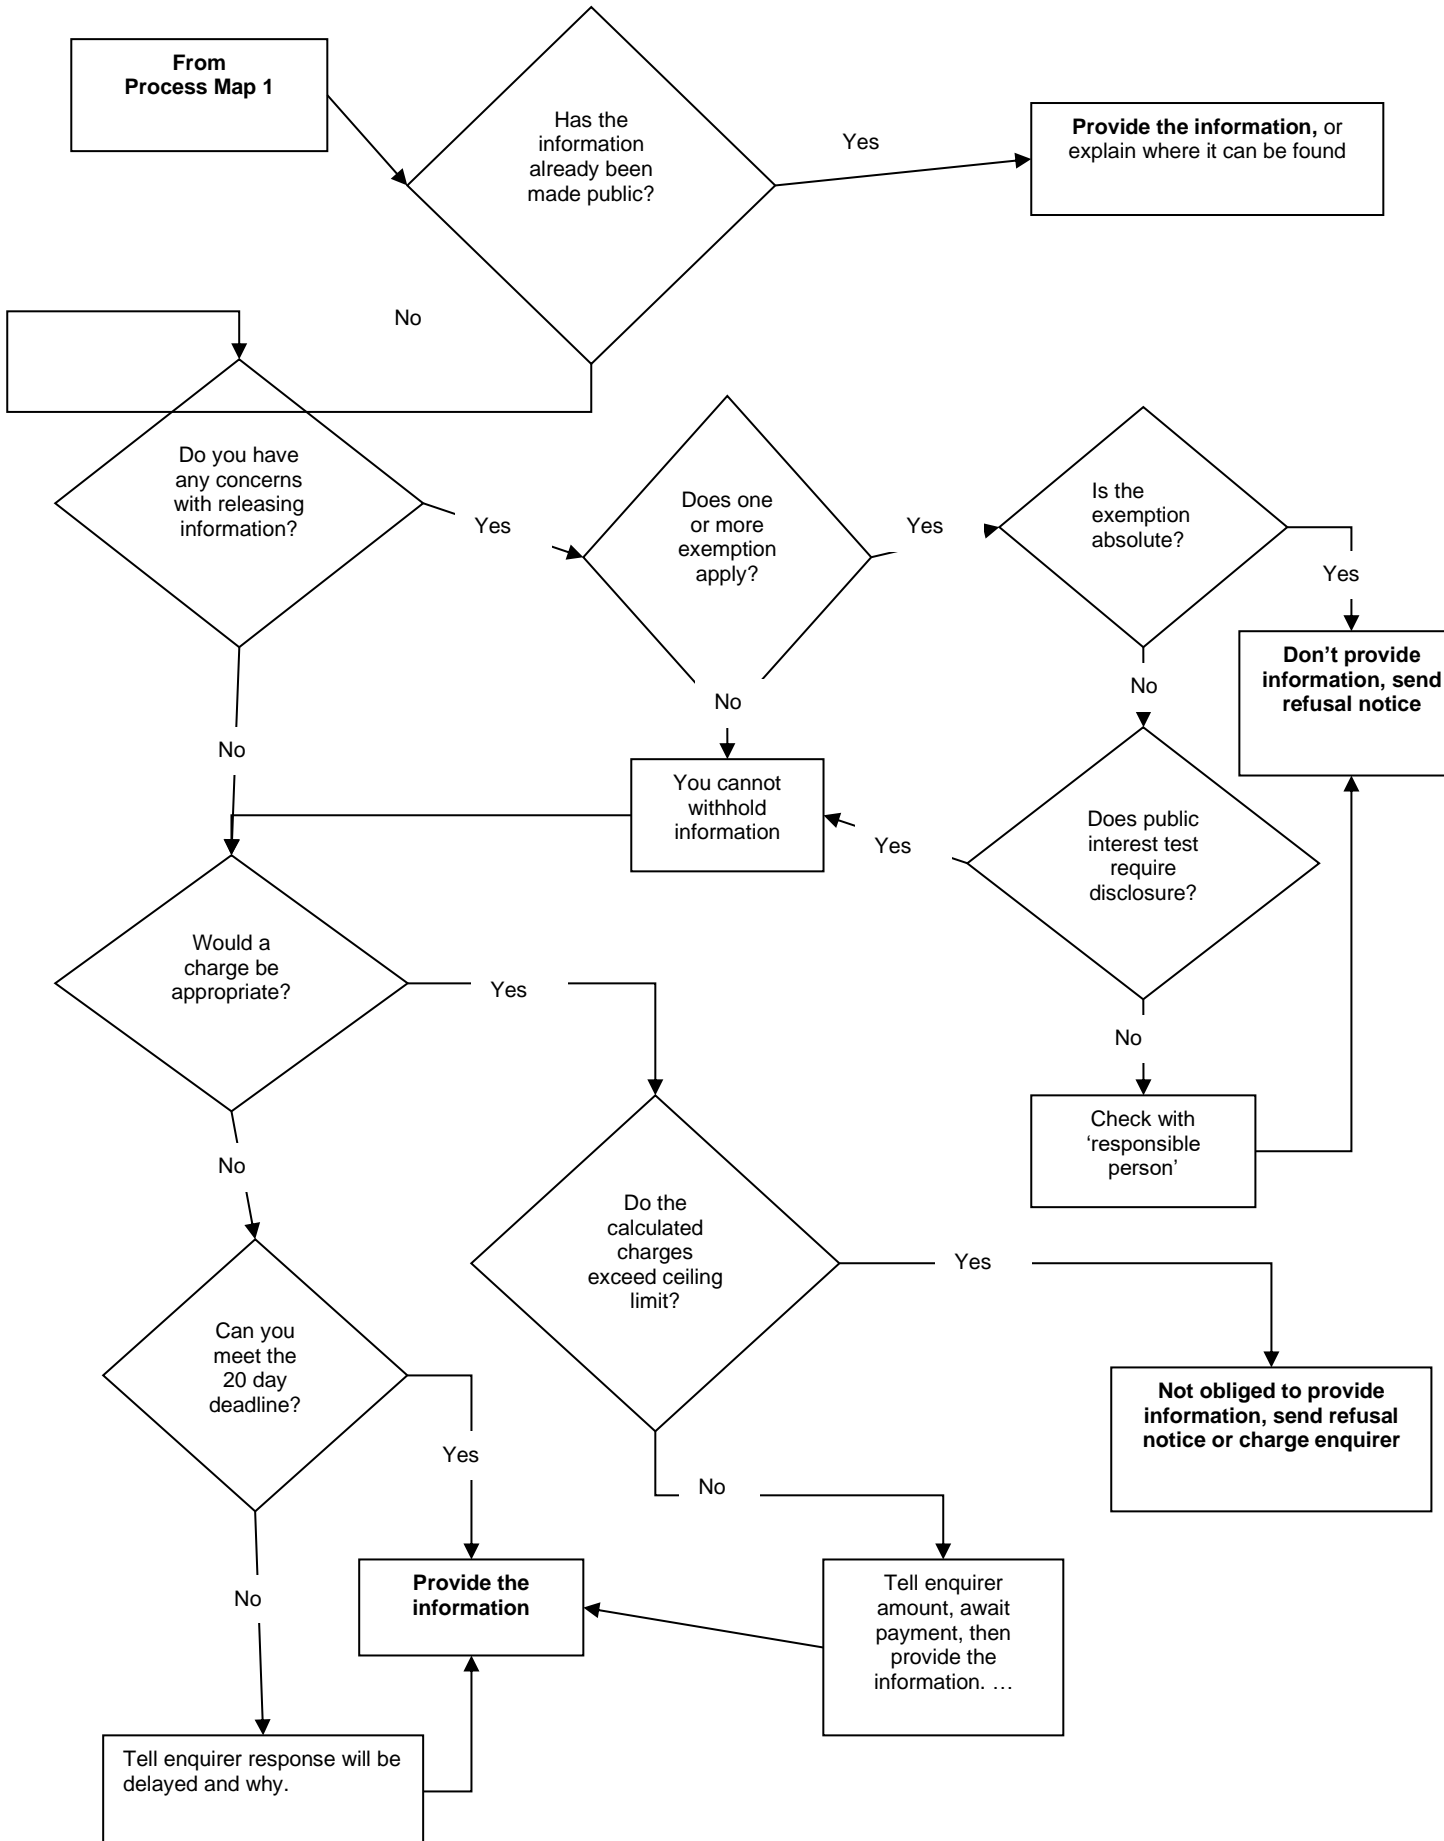 From
Process Map 1
Has the
information
already been
made public?
Yes
Provide the information, or
explain where it can be found
No
Do you have
any concerns
with releasing
information?
Yes
Does one
or more
exemption
apply?
Yes
Is the
exemption
absolute?
Yes
Don't provide
information, send
refusal notice
No
No
No
You cannot
withhold
information
Yes
Does public
interest test
require
disclosure?
Would a
charge be
appropriate?
Yes
No
Check with
‘responsible
person’
No
Do the
calculated
charges
exceed ceiling
limit?
Yes
Can you
meet the
20 day
deadline?
Not obliged to provide
information, send refusal
notice or charge enquirer
Yes
No
No
Provide the
information
Tell enquirer
amount, await
payment, then
provide the
information. …
Tell enquirer response will be
delayed and why.